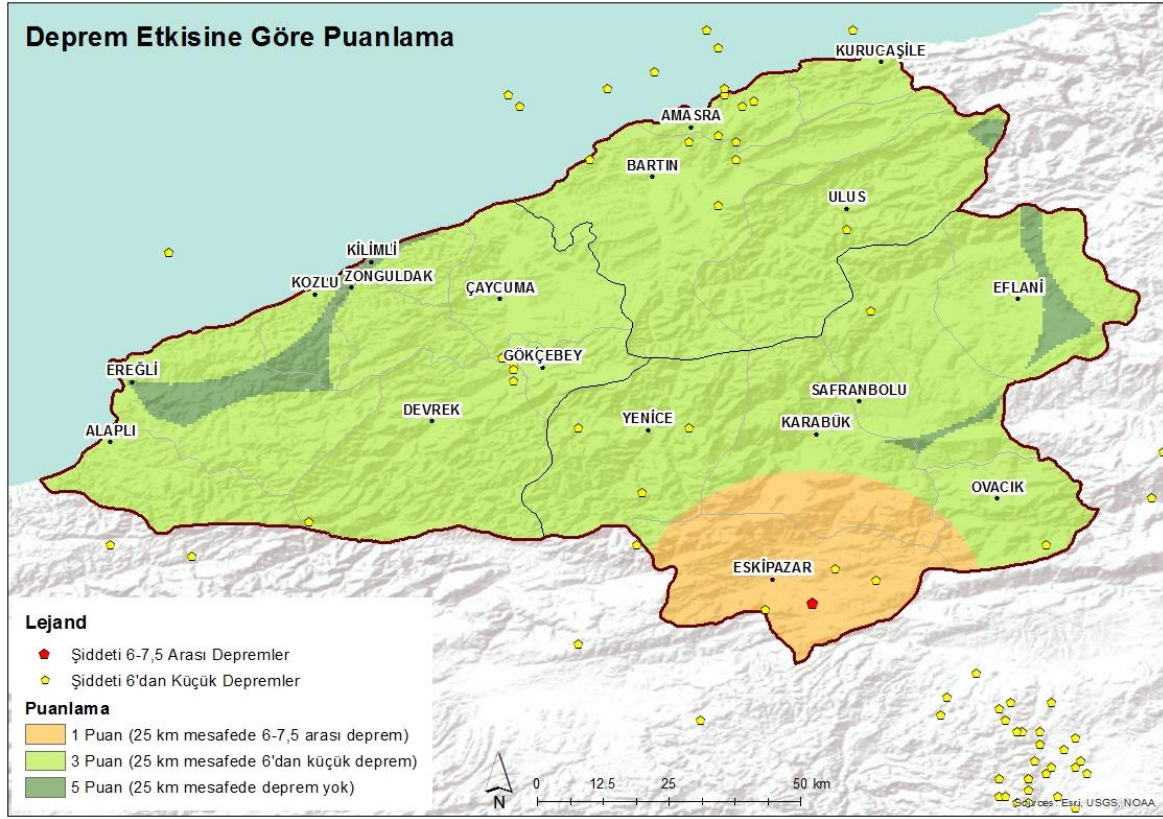 Deprem Etkisine Göre Puanlama
KURUCAŞİLE
AMASRA
BARTIN
ULUS
KİLİMLİ
KOZLU
ZONGULDAK
ÇAYCUMA
EFLANİ
GÖKÇEBEY
EREĞLİ
SAFRANBOLU
DEVREK
YENİCE
KARABÜK
ALAPLI
OVACIK
ESKİPAZAR
Lejand
Şiddeti 6-7,5 Arası Depremler
Şiddeti 6'dan Küçük Depremler
Puanlama
1 Puan (25 km mesafede 6-7,5 arası deprem)
3 Puan (25 km mesafede 6'dan küçük deprem)
5 Puan (25 km mesafede deprem yok)
N
0 12.5 25 50 km
Sources: Esri, USGS, NOAA